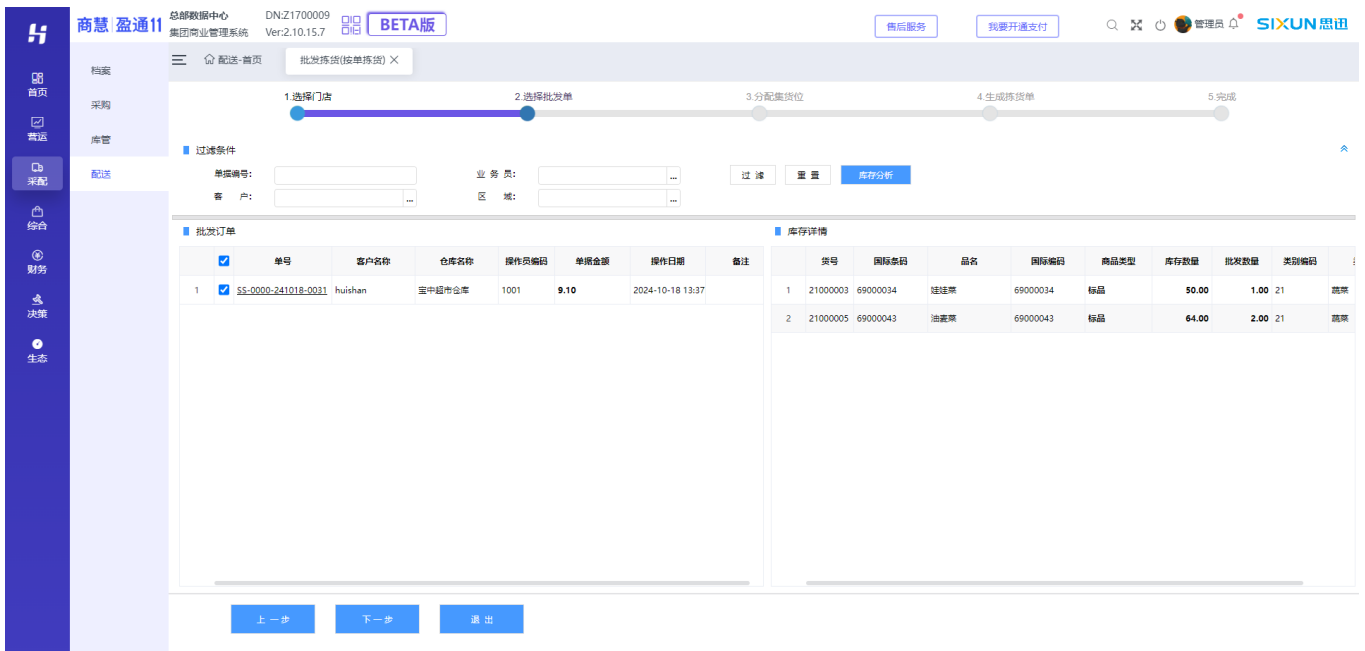 商慧 盈通11 总部数据中心 DN:Z1700009 BETA版 售后服务 我要开通支付 管理员 SIXUN思迅
集团商业管理系统 Ver:2.10.15.7
首页
营运
采配
综合
财务
决策
生态
档案
采购
库管
配送
配送-首页 批发拣货(按单拣货)
1.选择门店 2.选择批发单 3.分配集货位 4.生成拣货单 5.完成
过滤条件
单据编号: 业 务 员: ... 过 滤 重 置 库存分析
客 户: ... 区 域: ...
批发订单
单号 客户名称 仓库名称 操作员编码 单据金额 操作日期 备注
1 SS-0000-241018-0031 huishan 宝中超市仓库 1001 9.10 2024-10-18 13:37
库存详情
货号 国际条码 品名 国际编码 商品类型 库存数量 批发数量 类别编码
1 21000003 69000034 娃娃菜 69000034 标品 50.00 1.00 21 蔬菜
2 21000005 69000043 油麦菜 69000043 标品 64.00 2.00 21 蔬菜
上 一 步 下 一 步 退 出